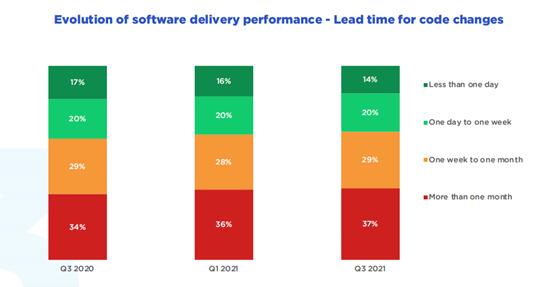 Evolution of software delivery performance - Lead time for code changes
17%
16%
14%
Less than one day
20%
20%
20%
One day to one week
29%
28%
29%
One week to one month
34%
36%
37%
More than one month
Q3 2020
Q1 2021
Q3 2021